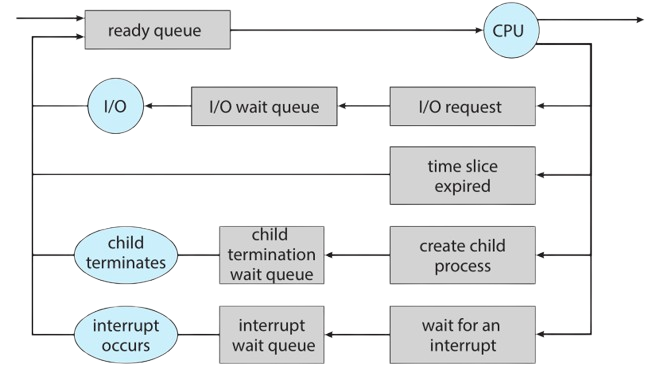 ready queue
CPU
I/O
I/O wait queue
I/O request
time slice
expired
child
terminates
child
termination
wait queue
create child
process
interrupt
occurs
interrupt
wait queue
wait for an
interrupt